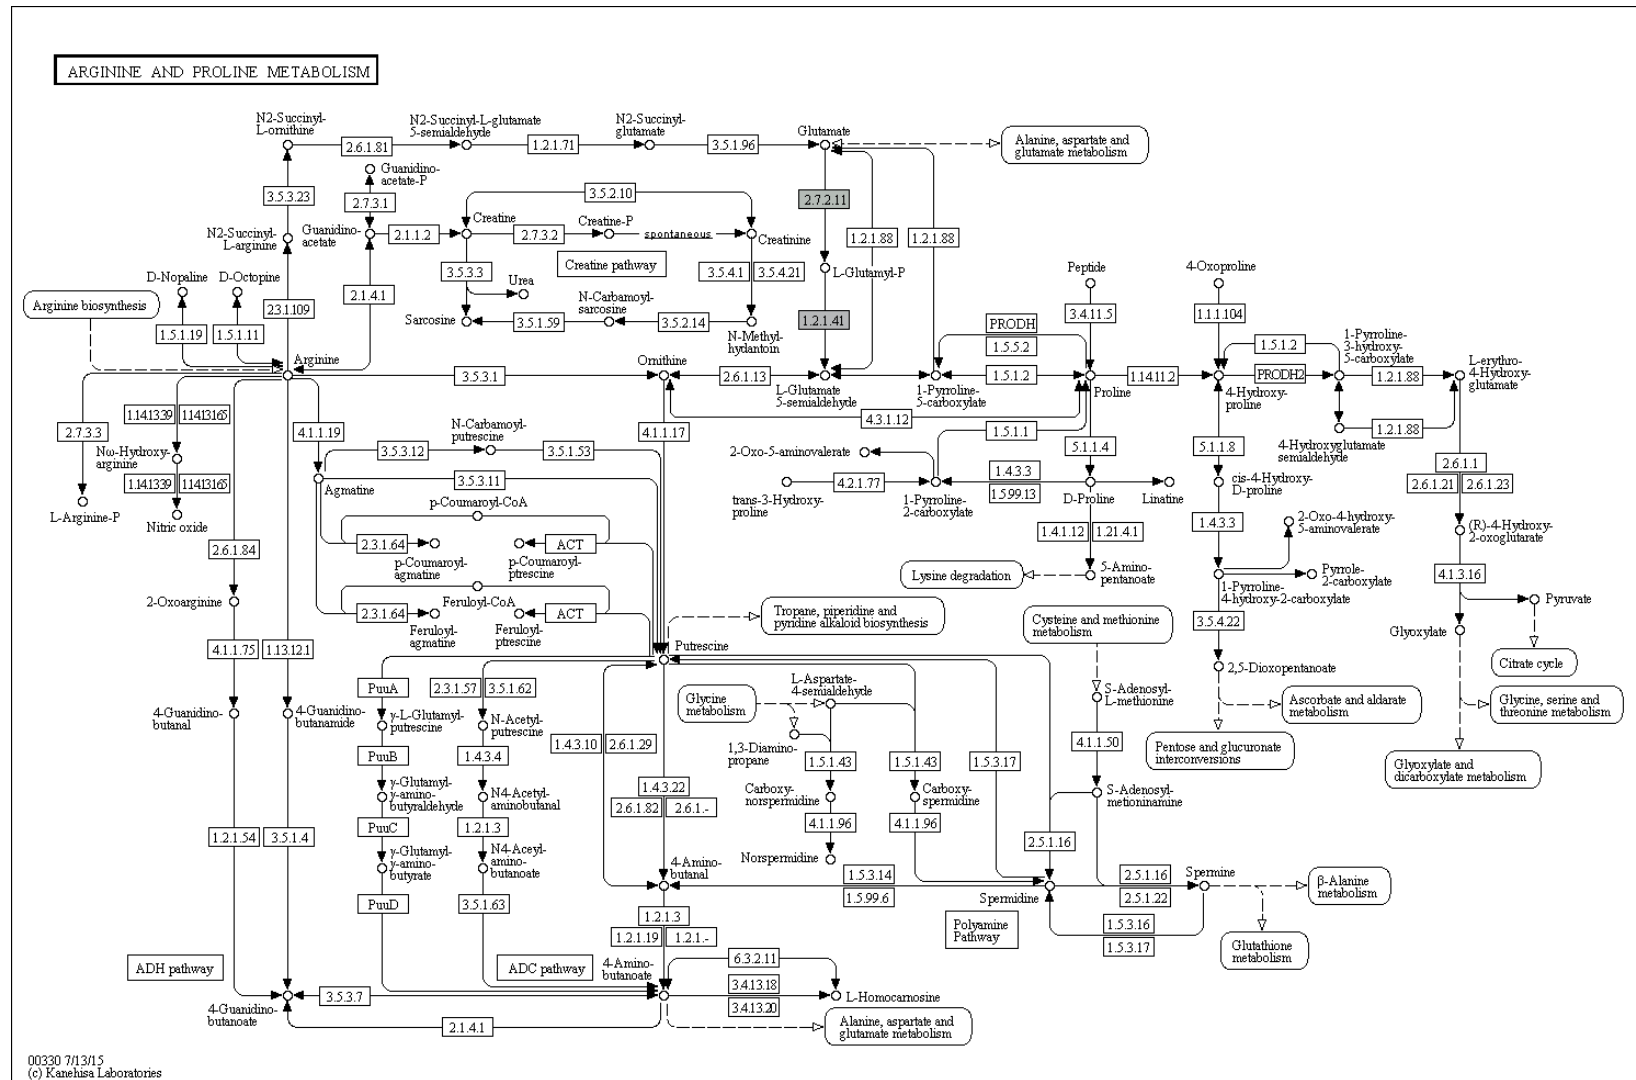 ARGININE AND PROLINE METABOLISM
N2-Succinyl-
L-ornithine
N2-Succinyl-L-glutamate
5-semialdehyde
N2-Succinyl-
glutamate
Glutamate
2.6.1.81
1.2.1.71
3.5.1.96
Alanine, aspartate and
glutamate metabolism
Guanidino-
acetate-P
3.5.3.23
2.7.3.1
3.5.2.10
2.7.2.11
N2-Succinyl-
L-arginine
Guanidino-
acetate
2.1.1.2
Creatine
2.7.3.2
Creatine-P
spontaneous
Creatinine
1.2.1.88
1.2.1.88
Creatine pathway
3.5.3.3
Urea
3.5.4.1
3.5.4.21
L-Glutamyl-P
Peptide
4-Oxoproline
D-Nopaline
D-Octopine
2.1.4.1
N-Carbamoyl-
sarcosine
Arginine biosynthesis
2.3.1.109
Sarcosine
3.5.1.59
3.5.2.14
N-Methyl-
hydantoin
1.2.1.41
3.4.11.5
1.1.1.104
1.5.1.19
1.5.1.11
PRODH
1.5.5.2
1.5.1.2
1-Pyrroline-
3-hydroxy-
5-carboxylate
L-erythro-
4-Hydroxy-
glutamate
Arginine
3.5.3.1
Ornithine
2.6.1.13
L-Glutamate
5-semialdehyde
1-Pyrroline-
5-carboxylate
1.5.1.2
Proline
1.14.11.2
4-Hydroxy-
proline
PRODH2
1.2.1.88
4.3.1.12
1.2.1.88
4-Hydroxyglutamate
semialdehyde
2.7.3.3
1.14.13.39
1.14.13.165
Nω-Hydroxy-
arginine
1.14.13.39
1.14.13.165
L-Arginine-P
Nitric oxide
4.1.1.19
N-Carbamoyl-
putrescine
3.5.3.12
3.5.1.53
4.1.1.17
Agmatine
3.5.3.11
2-Oxo-5-aminovalerate
1.5.1.1
5.1.1.4
5.1.1.8
trans-3-Hydroxy-
proline
4.2.1.77
1-Pyrroline-
2-carboxylate
1.4.3.3
1.5.99.13
D-Proline
Linatine
cis-4-Hydroxy-
D-proline
2.6.1.1
2.6.1.21
2.6.1.23
p-Coumaroyl-CoA
2.3.1.64
ACT
p-Coumaroyl-
agmatine
p-Coumaroyl-
ptrescine
1.4.1.12
1.21.4.1
1.4.3.3
2-Oxo-4-hydroxy-
5-aminovalerate
(R)-4-Hydroxy-
2-oxoglutarate
2.6.1.84
Lysine degradation
5-Amino-
pentanoate
1-Pyrroline-
4-hydroxy-2-carboxylate
Pyrrole-
2-carboxylate
4.1.3.16
2-Oxoarginine
Feruloyl-CoA
2.3.1.64
ACT
Feruloyl-
agmatine
Feruloyl-
ptrescine
Tropane, piperidine and
pyridine alkaloid biosynthesis
Cysteine and methionine
metabolism
3.5.4.22
Pyruvate
Glyoxylate
4.1.1.75
1.13.12.1
Putrescine
2,5-Dioxopentanoate
Citrate cycle
PuuA
2.3.1.57
3.5.1.62
Glycine
metabolism
L-Aspartate-
4-semialdehyde
S-Adenosyl-
L-methionine
Ascorbate and aldarate
metabolism
Glycine, serine and
threonine metabolism
4-Guanidino-
butanal
4-Guanidino-
butanamide
γ-L-Glutamyl-
putrescine
N-Acetyl-
putrescine
1.4.3.10
2.6.1.29
1,3-Diamino-
propane
4.1.1.50
Pentose and glucuronate
interconversions
PuuB
1.4.3.4
1.5.1.43
1.5.1.43
1.5.3.17
Glyoxylate and
dicarboxylate metabolism
γ-Glutamyl-
γ-amino-
butyraldehyde
N4-Acetyl-
aminobutanal
1.4.3.22
2.6.1.82
2.6.1.-
Carboxy-
norspermidine
Carboxy-
spermidine
S-Adenosyl-
metioninamine
1.2.1.54
3.5.1.4
PuuC
1.2.1.3
4.1.1.96
4.1.1.96
2.5.1.16
γ-Glutamyl-
γ-amino-
butyrate
N4-Aceyl-
amino-
butanoate
Norspermidine
4-Amino-
butanal
1.5.3.14
1.5.99.6
Spermidine
2.5.1.16
2.5.1.22
Spermine
β-Alanine
metabolism
PuuD
3.5.1.63
1.2.1.3
1.2.1.19
1.2.1.-
Polyamine
Pathway
1.5.3.16
1.5.3.17
Glutathione
metabolism
ADH pathway
ADC pathway
4-Amino-
butanoate
6.3.2.11
3.4.13.18
3.4.13.20
L-Homocarnosine
4-Guanidino-
butanoate
3.5.3.7
2.1.4.1
Alanine, aspartate and
glutamate metabolism
00330 7/13/15
(c) Kanehisa Laboratories